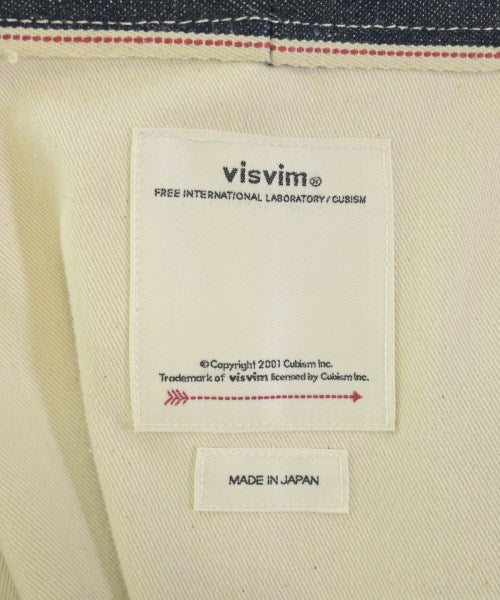 visvim®
FREE INTERNATIONAL LABORATORY / CUBISM
© Copyright 2001 Cubism Inc.
Trademark of visvim licensed by Cubism Inc.
MADE IN JAPAN